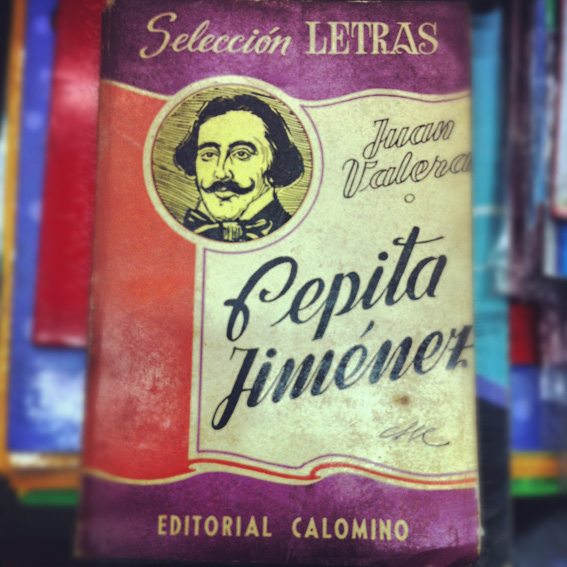 Selección LETRAS
Juan
Valera
Pepita
Jiménez
EDITORIAL CALOMINO